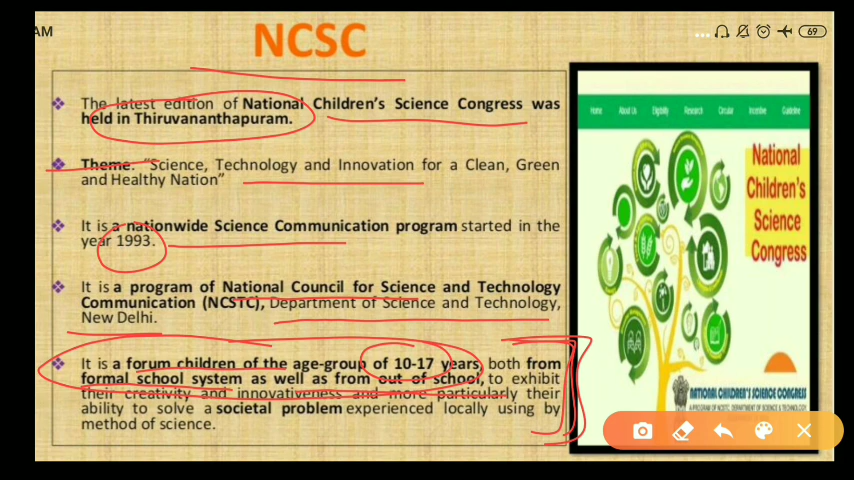 AM
69
NCSC
The latest edition of National Children's Science Congress was
held in Thiruvananthapuram.
Theme: "Science, Technology and Innovation for a Clean, Green
and Healthy Nation"
It is a nationwide Science Communication program started in the
year 1993.
It is a program of National Council for Science and Technology
Communication (NCSTC), Department of Science and Technology,
New Delhi.
It is a forum children of the age-group of 10-17 years, both from
formal school system as well as from out of school, to exhibit
their creativity and innovativeness and more particularly their
ability to solve a societal problem experienced locally using by
method of science.
Home About Us Eligibility Research Circular Incentive Guideline
National
Children's
Science
Congress
NATIONAL CHILDREN'S SCIENCE CONGRESS
A PROGRAM OF NCSTC, DEPARTMENT OF SCIENCE &